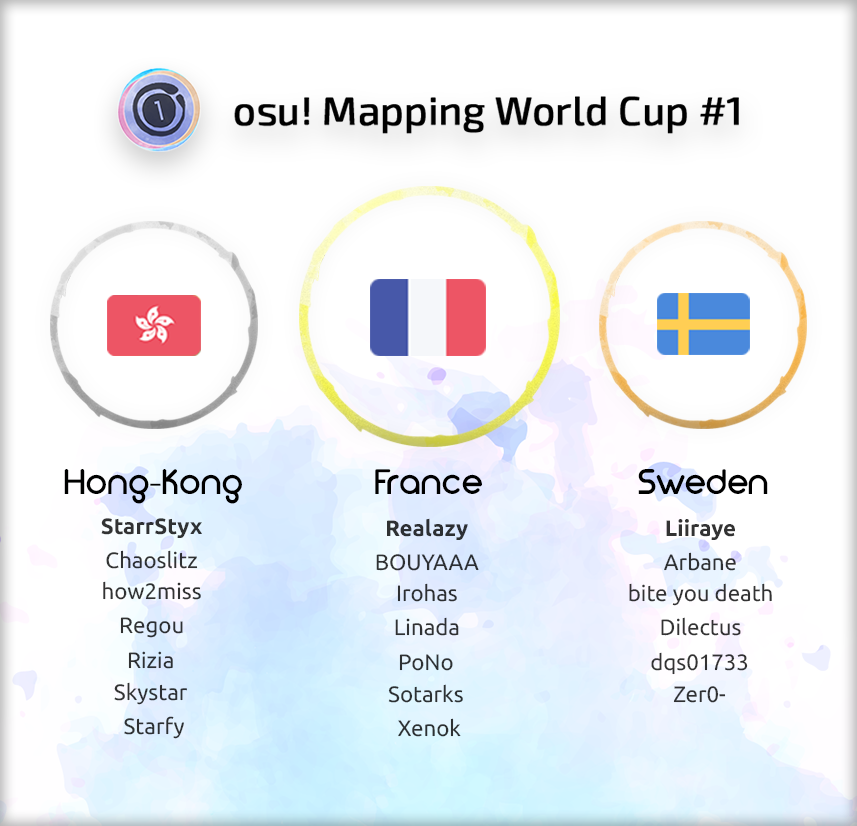 1
osu! Mapping World Cup #1
Hong-Kong
StarrStyx
Chaoslitz
how2miss
Regou
Rizia
Skystar
Starfy
France
Realazy
BOUYAAA
Irohas
Linada
PoNo
Sotarks
Xenok
Sweden
Liiraye
Arbane
bite you death
Dilectus
dqs01733
Zer0-